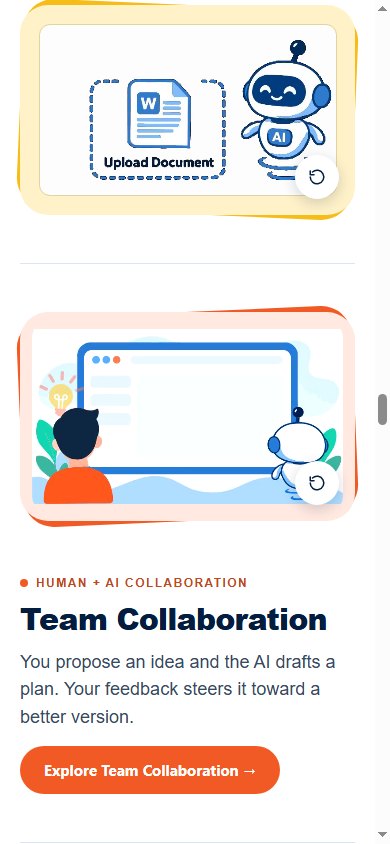 W
Upload Document
AI
HUMAN + AI COLLABORATION
Team Collaboration
You propose an idea and the AI drafts a
plan. Your feedback steers it toward a
better version.
Explore Team Collaboration →